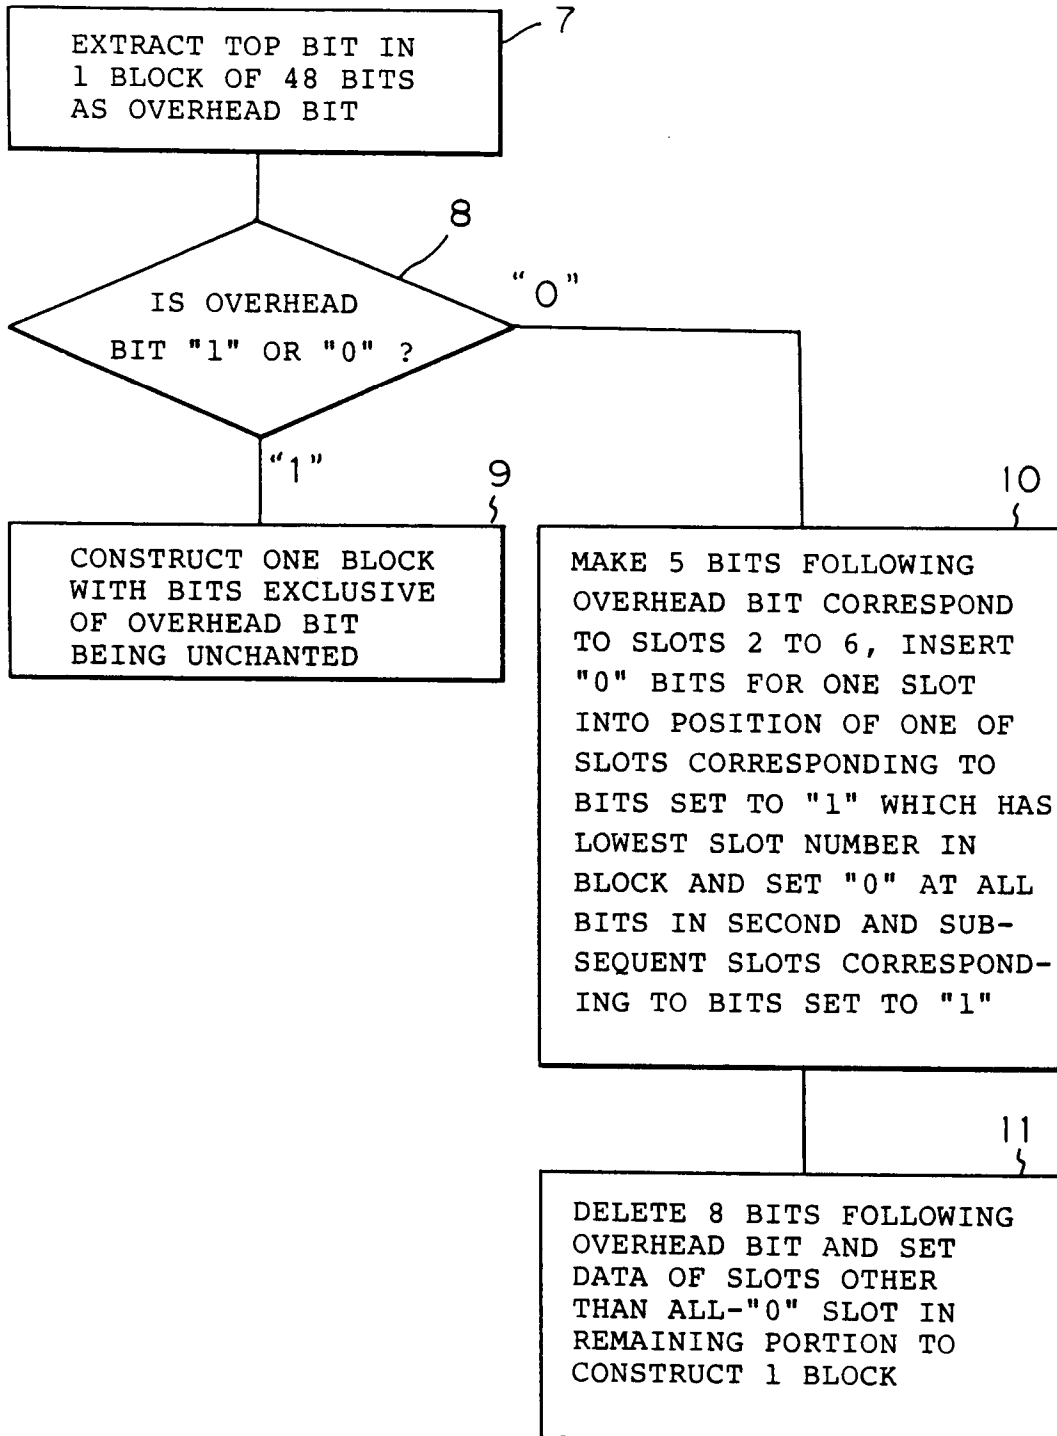 7
EXTRACT TOP BIT IN
1 BLOCK OF 48 BITS
AS OVERHEAD BIT
8
IS OVERHEAD
BIT "1" OR "0" ?
"0"
"1"
9
CONSTRUCT ONE BLOCK
WITH BITS EXCLUSIVE
OF OVERHEAD BIT
BEING UNCHANTED
10
MAKE 5 BITS FOLLOWING
OVERHEAD BIT CORRESPOND
TO SLOTS 2 TO 6, INSERT
"0" BITS FOR ONE SLOT
INTO POSITION OF ONE OF
SLOTS CORRESPONDING TO
BITS SET TO "1" WHICH HAS
LOWEST SLOT NUMBER IN
BLOCK AND SET "0" AT ALL
BITS IN SECOND AND SUB-
SEQUENT SLOTS CORRESPOND-
ING TO BITS SET TO "1"
11
DELETE 8 BITS FOLLOWING
OVERHEAD BIT AND SET
DATA OF SLOTS OTHER
THAN ALL-"0" SLOT IN
REMAINING PORTION TO
CONSTRUCT 1 BLOCK